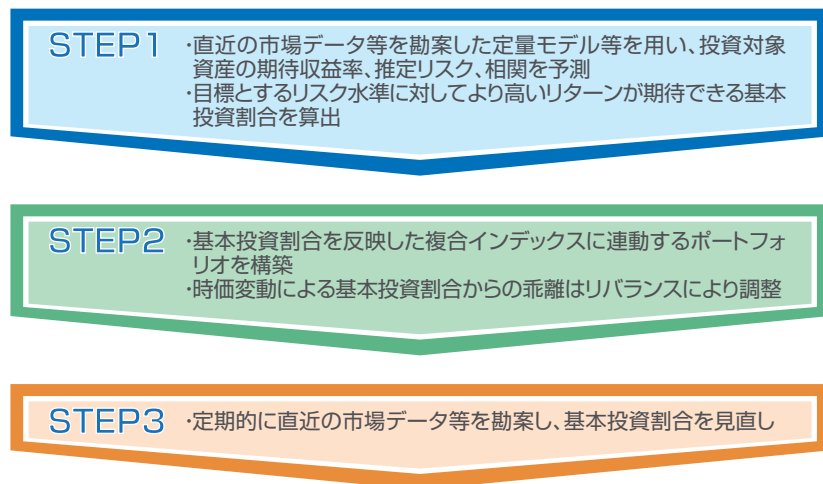 STEP1
・直近の市場データ等を勘案した定量モデル等を用い、投資対象
資産の期待収益率、推定リスク、相関を予測
・目標とするリスク水準に対してより高いリターンが期待できる基本
投資割合を算出
STEP2
・基本投資割合を反映した複合インデックスに連動するポートフォ
リオを構築
・時価変動による基本投資割合からの乖離はリバランスにより調整
STEP3
・定期的に直近の市場データ等を勘案し、基本投資割合を見直し